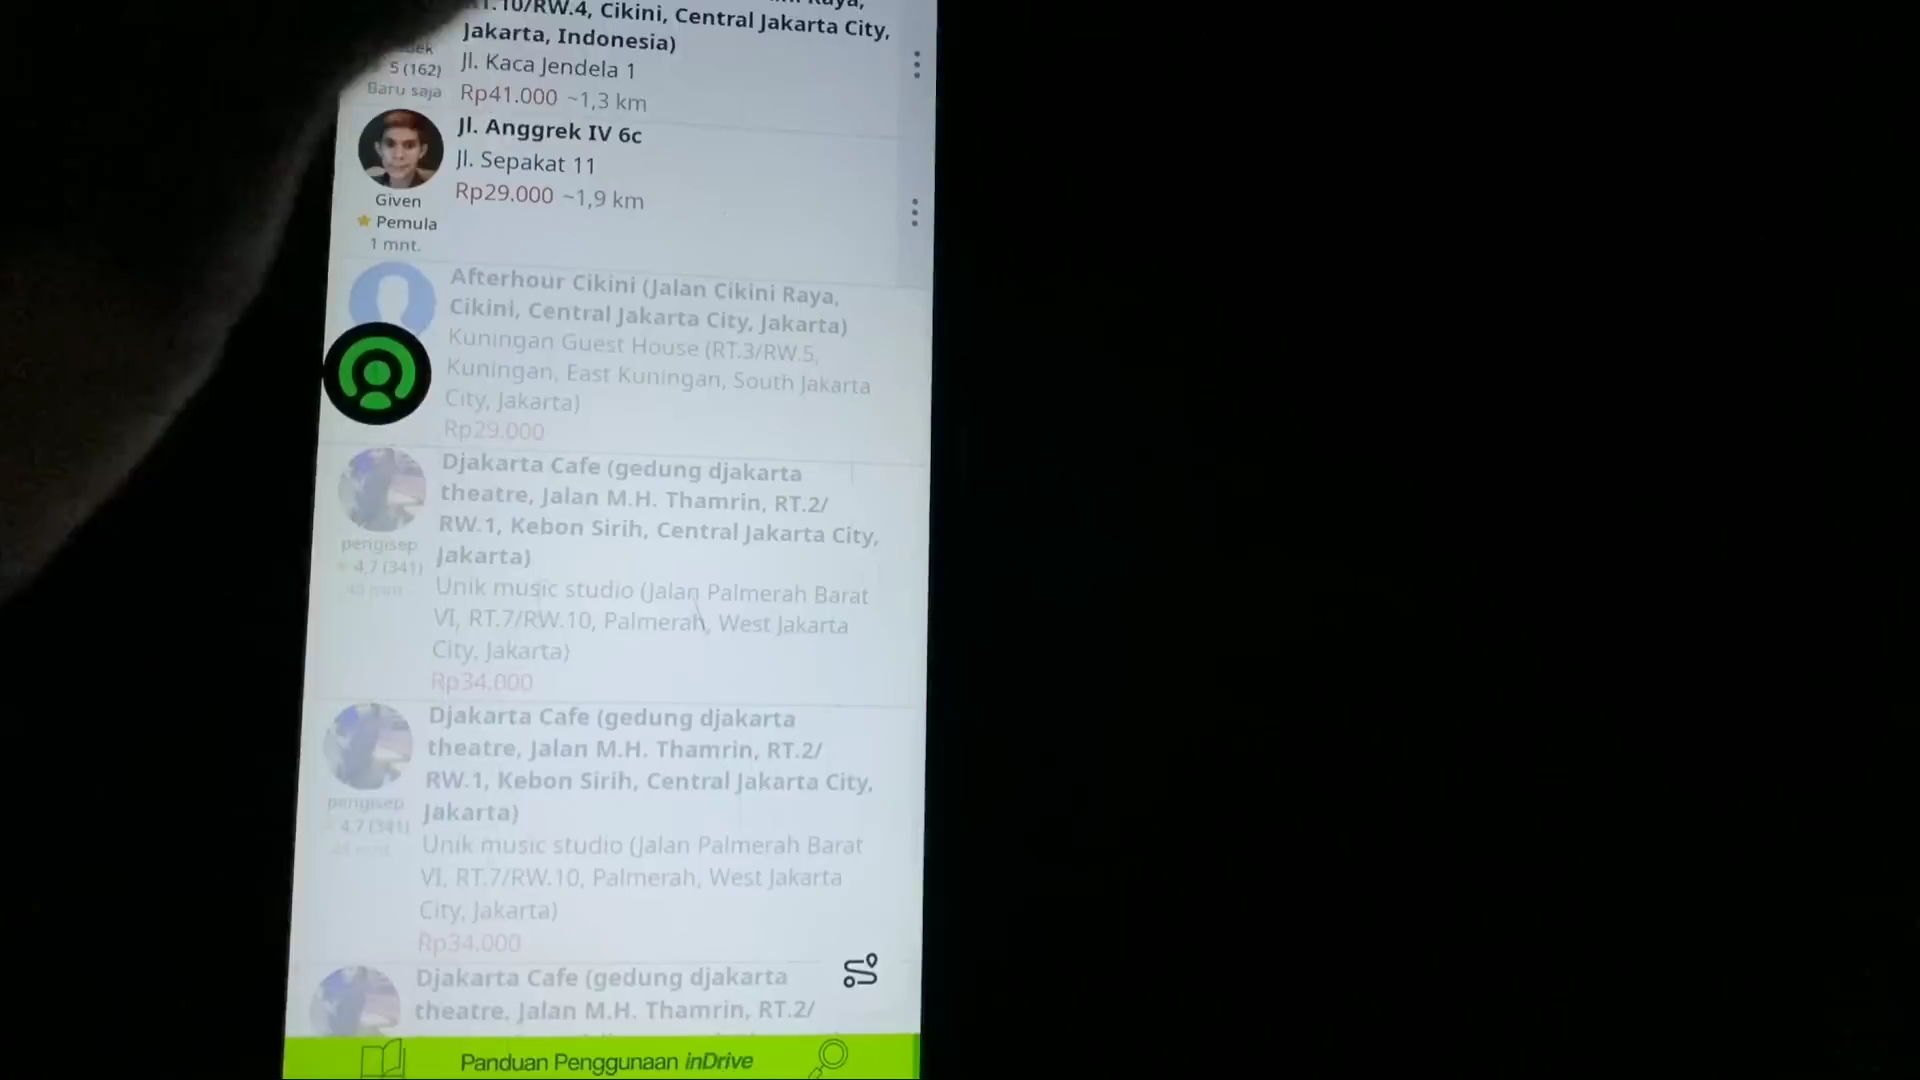 RT.10/RW.4, Cikini, Central Jakarta City,
Jakarta, Indonesia)
5 (162)
Jl. Kaca Jendela 1
Baru saja
Rp41.000 ~1,3 km
Jl. Anggrek IV 6c
Jl. Sepakat 11
Rp29.000 ~1,9 km
Given
Pemula
1 mnt.
Afterhour Cikini (Jalan Cikini Raya,
Cikini, Central Jakarta City, Jakarta)
Kuningan Guest House (RT.3/RW.5,
Kuningan, East Kuningan, South Jakarta
City, Jakarta)
Rp29.000
Djakarta Cafe (gedung djakarta
theatre, Jalan M.H. Thamrin, RT.2/
RW.1, Kebon Sirih, Central Jakarta City,
Jakarta)
pengisep
4,7 (341)
Unik music studio (Jalan Palmerah Barat
VI, RT.7/RW.10, Palmerah, West Jakarta
City, Jakarta)
Rp34.000
Djakarta Cafe (gedung djakarta
theatre, Jalan M.H. Thamrin, RT.2/
RW.1, Kebon Sirih, Central Jakarta City,
Jakarta)
pengisep
4,7 (341)
Unik music studio (Jalan Palmerah Barat
VI, RT.7/RW.10, Palmerah, West Jakarta
City, Jakarta)
Rp34.000
Djakarta Cafe (gedung djakarta
theatre, Jalan M.H. Thamrin, RT.2/
Panduan Penggunaan inDrive